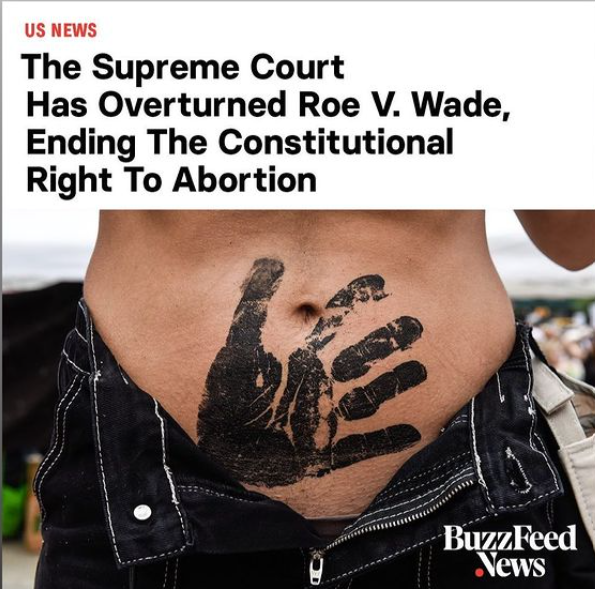 US NEWS
The Supreme Court
Has Overturned Roe V. Wade,
Ending The Constitutional
Right To Abortion
BuzzFeed
News